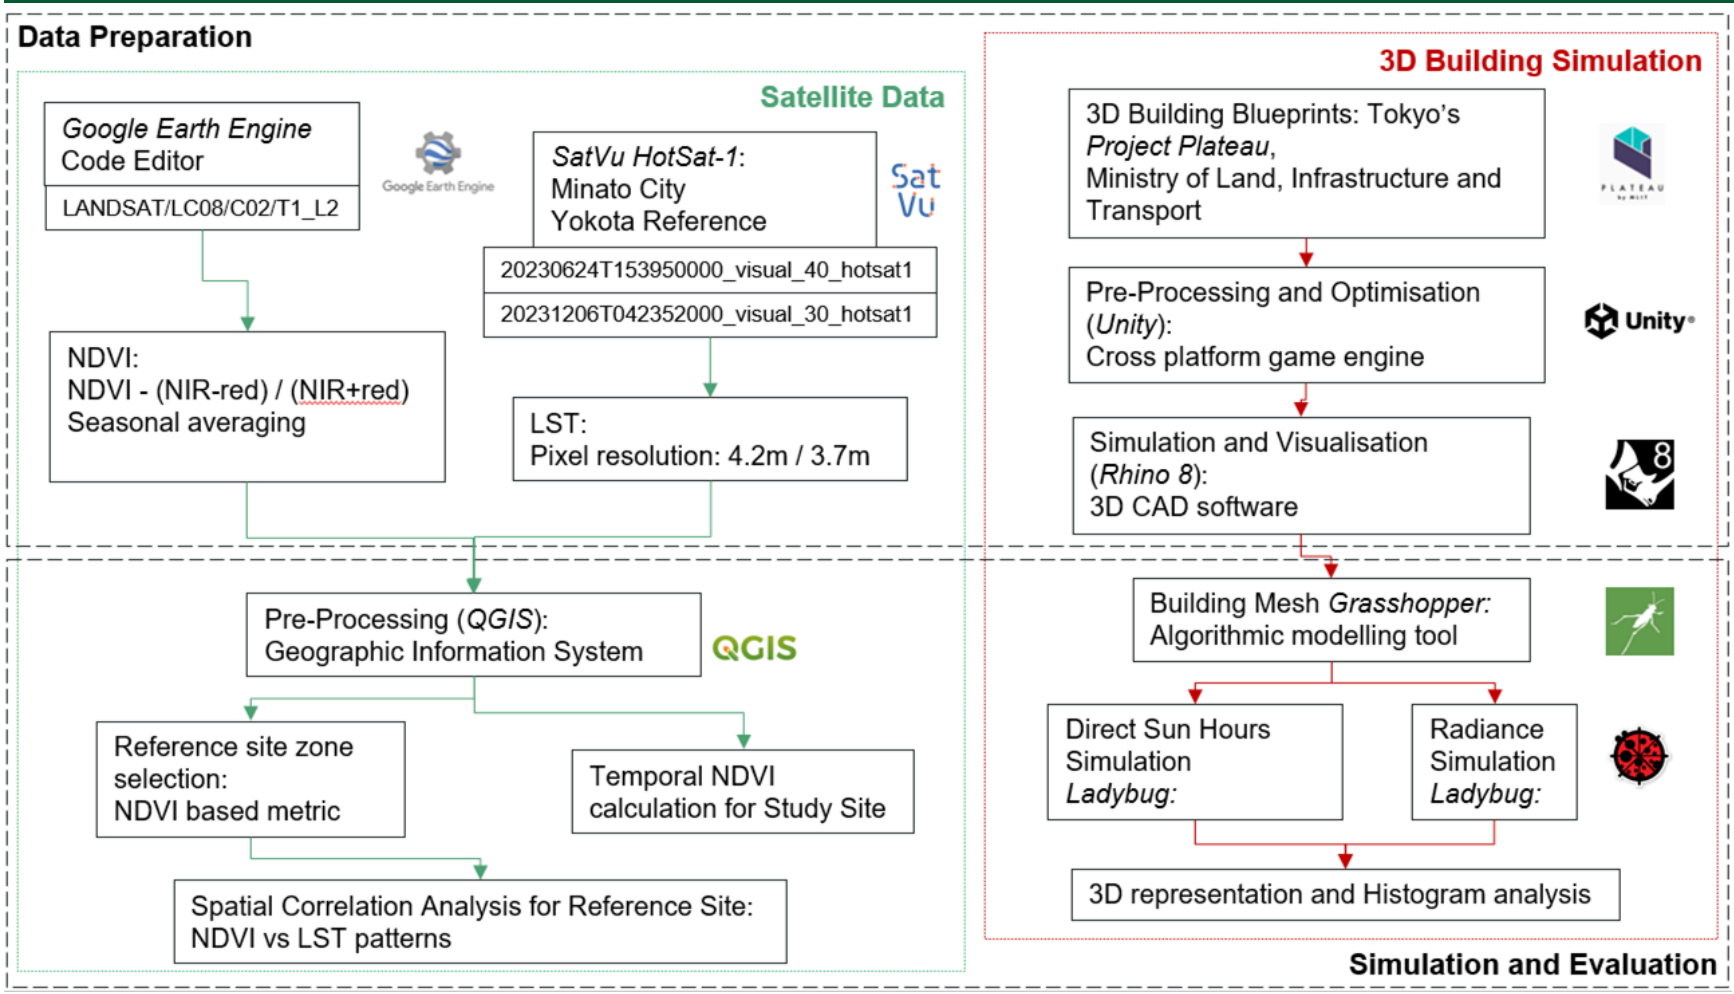 Data Preparation
Satellite Data
Google Earth Engine
Code Editor
LANDSAT/LC08/C02/T1_L2
Google Earth Engine
SatVu HotSat-1:
Minato City
Yokota Reference
Sat
Vu
20230624T153950000_visual_40_hotsat1
20231206T042352000_visual_30_hotsat1
NDVI:
NDVI - (NIR-red) / (NIR+red)
Seasonal averaging
LST:
Pixel resolution: 4.2m / 3.7m
Pre-Processing (QGIS):
Geographic Information System
QGIS
Reference site zone
selection:
NDVI based metric
Temporal NDVI
calculation for Study Site
Spatial Correlation Analysis for Reference Site:
NDVI vs LST patterns
3D Building Simulation
3D Building Blueprints: Tokyo's
Project Plateau,
Ministry of Land, Infrastructure and
Transport
PLATEAU
by MLIT
Pre-Processing and Optimisation
(Unity):
Cross platform game engine
Unity®
Simulation and Visualisation
(Rhino 8):
3D CAD software
8
Building Mesh Grasshopper:
Algorithmic modelling tool
Direct Sun Hours
Simulation
Ladybug:
Radiance
Simulation
Ladybug:
3D representation and Histogram analysis
Simulation and Evaluation